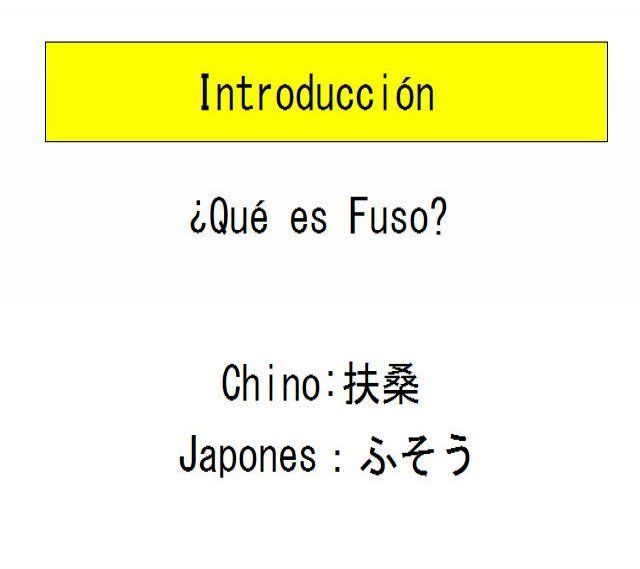 Introducción
¿Qué es Fuso?
Chino:扶桑
Japones：ふそう